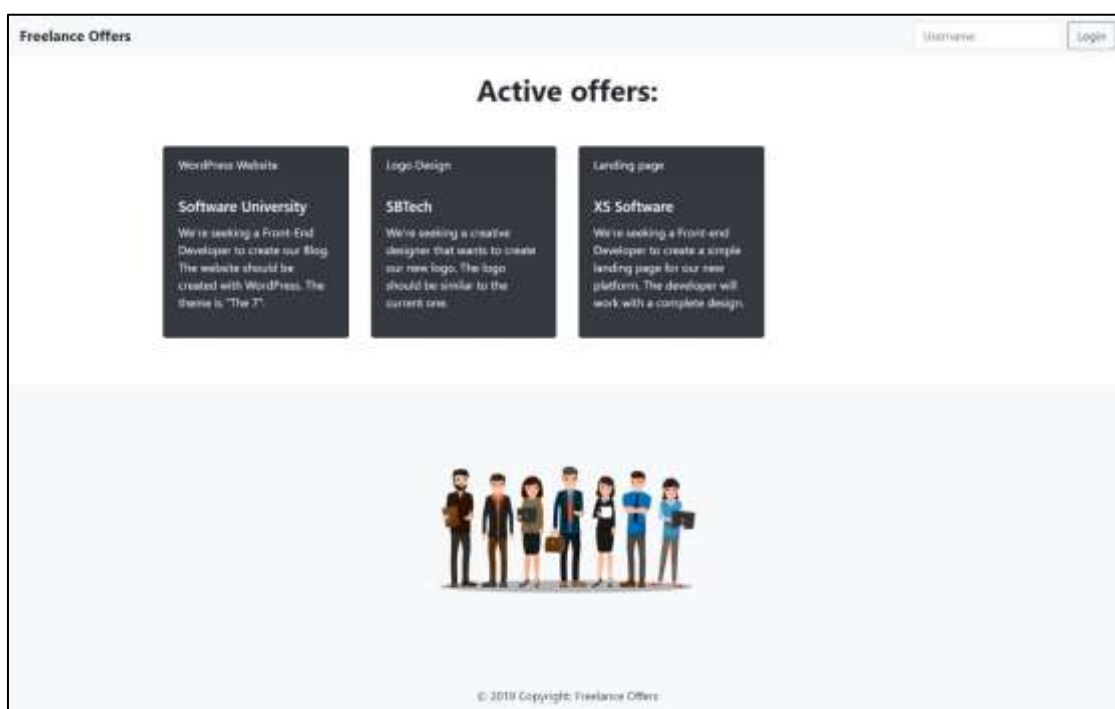 Freelance Offers
Username
Login
Active offers:
WordPress Website
Software University
We're seeking a Front-End
Developer to create our Blog.
The website should be
created with WordPress. The
theme is "The 7".
Logo Design
SBTech
We're seeking a creative
designer that wants to create
our new logo. The logo
should be similar to the
current one.
Landing page
XS Software
We're seeking a Front-end
Developer to create a simple
landing page for our new
platform. The developer will
work with a complete design.
© 2019 Copyright: Freelance Offers